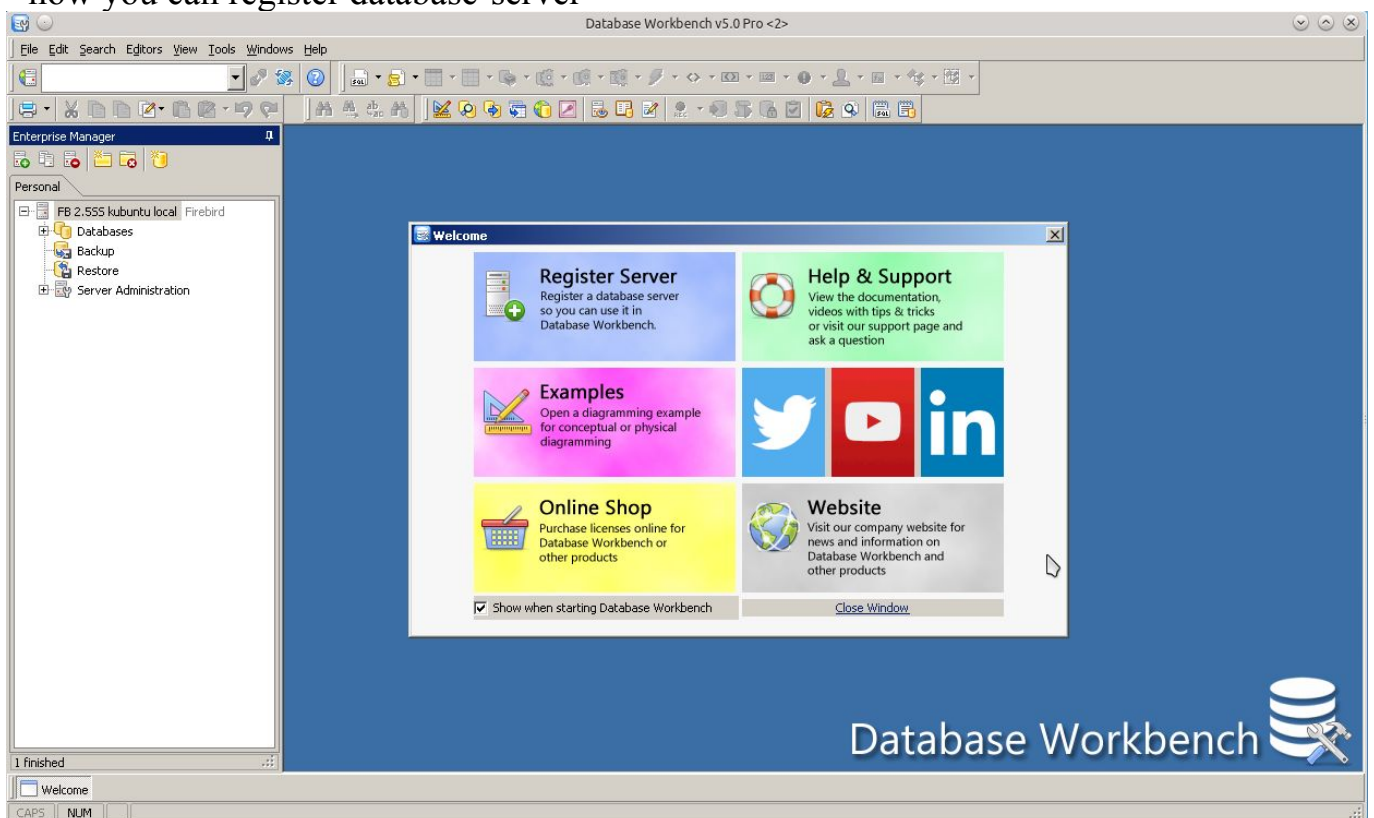 now you can register database-server
Database Workbench v5.0 Pro <2>
File Edit Search Editors View Tools Windows Help
Enterprise Manager
Personal
FB 2.5SS kubuntu local Firebird
Databases
Backup
Restore
Server Administration
Welcome
Register Server
Register a database server
so you can use it in
Database Workbench.
Help & Support
View the documentation,
videos with tips & tricks
or visit our support page and
ask a question
Examples
Open a diagramming example
for conceptual or physical
diagramming
in
Online Shop
Purchase licenses online for
Database Workbench or
other products
Website
Visit our company website for
news and information on
Database Workbench and
other products
Show when starting Database Workbench
Close Window
Database Workbench
1 finished
Welcome
CAPS NUM